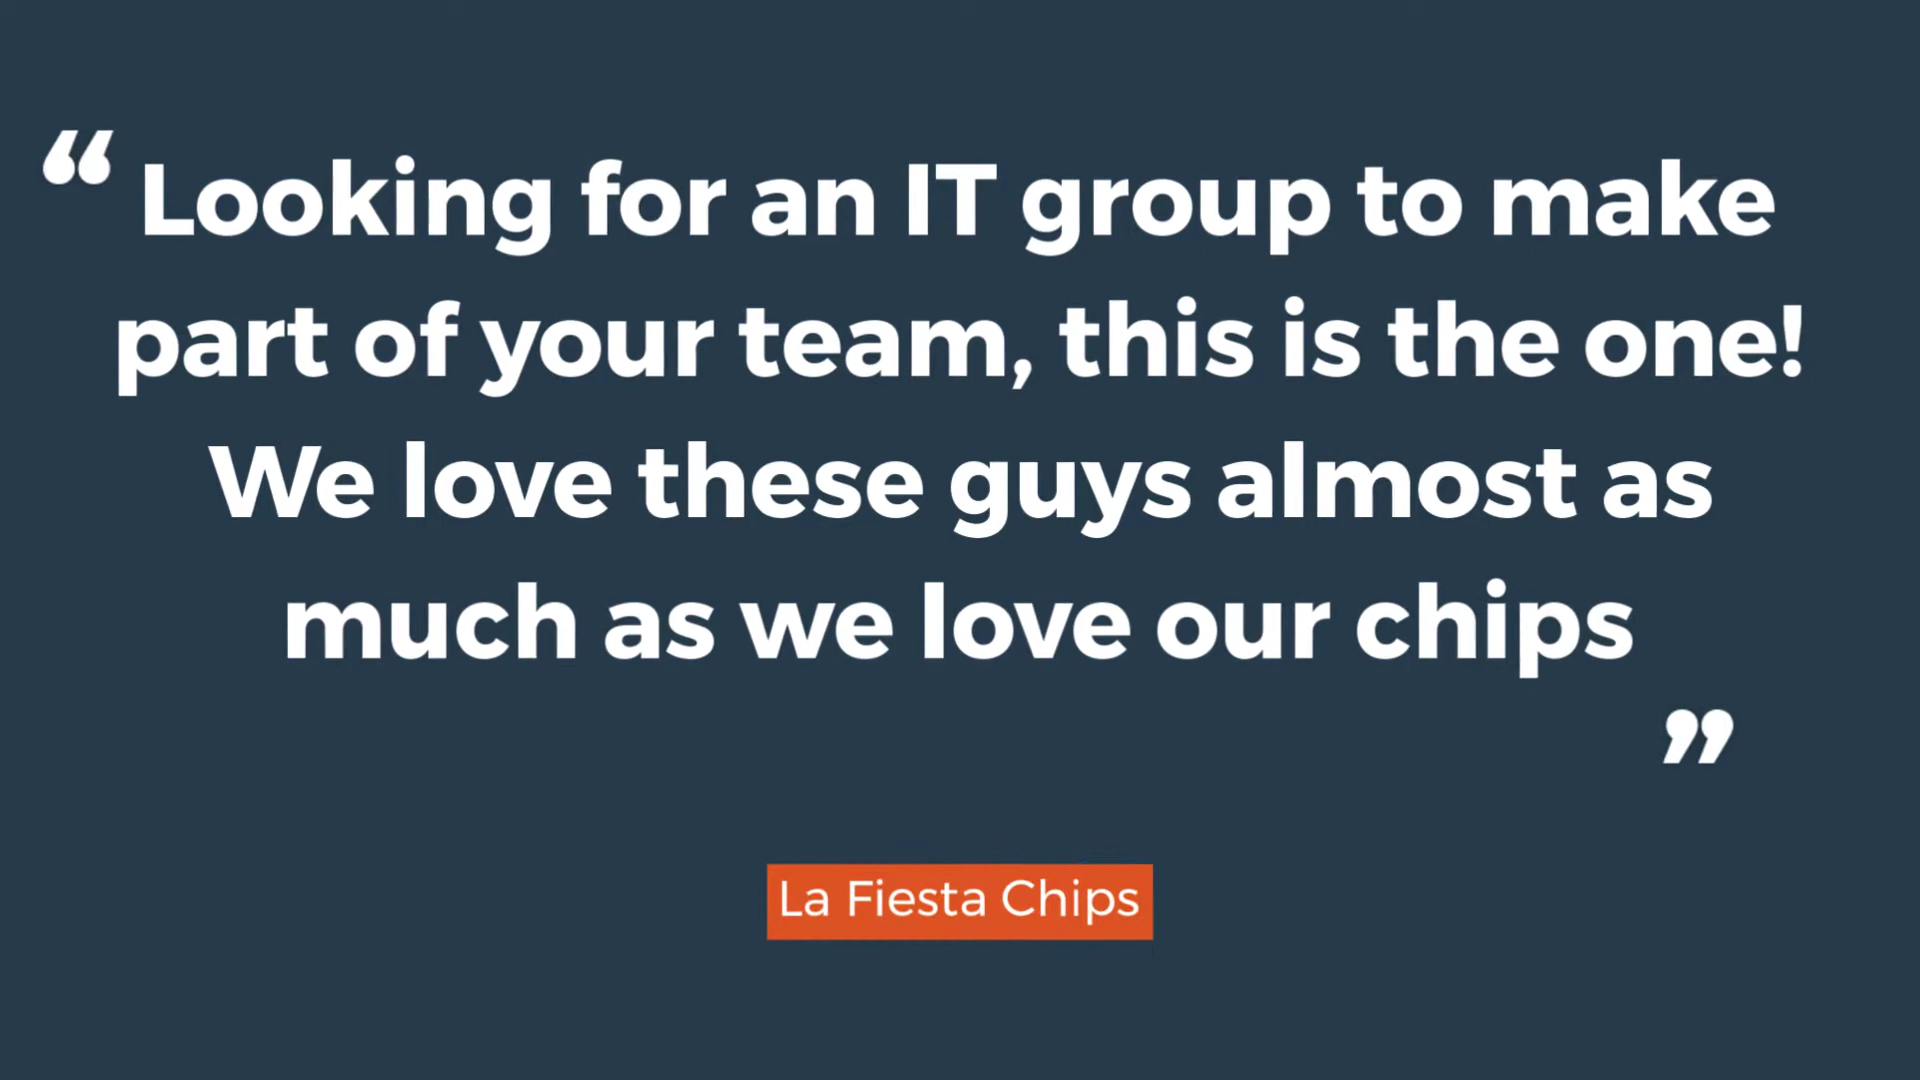 “Looking for an IT group to make
part of your team, this is the one!
We love these guys almost as
much as we love our chips
”
La Fiesta Chips